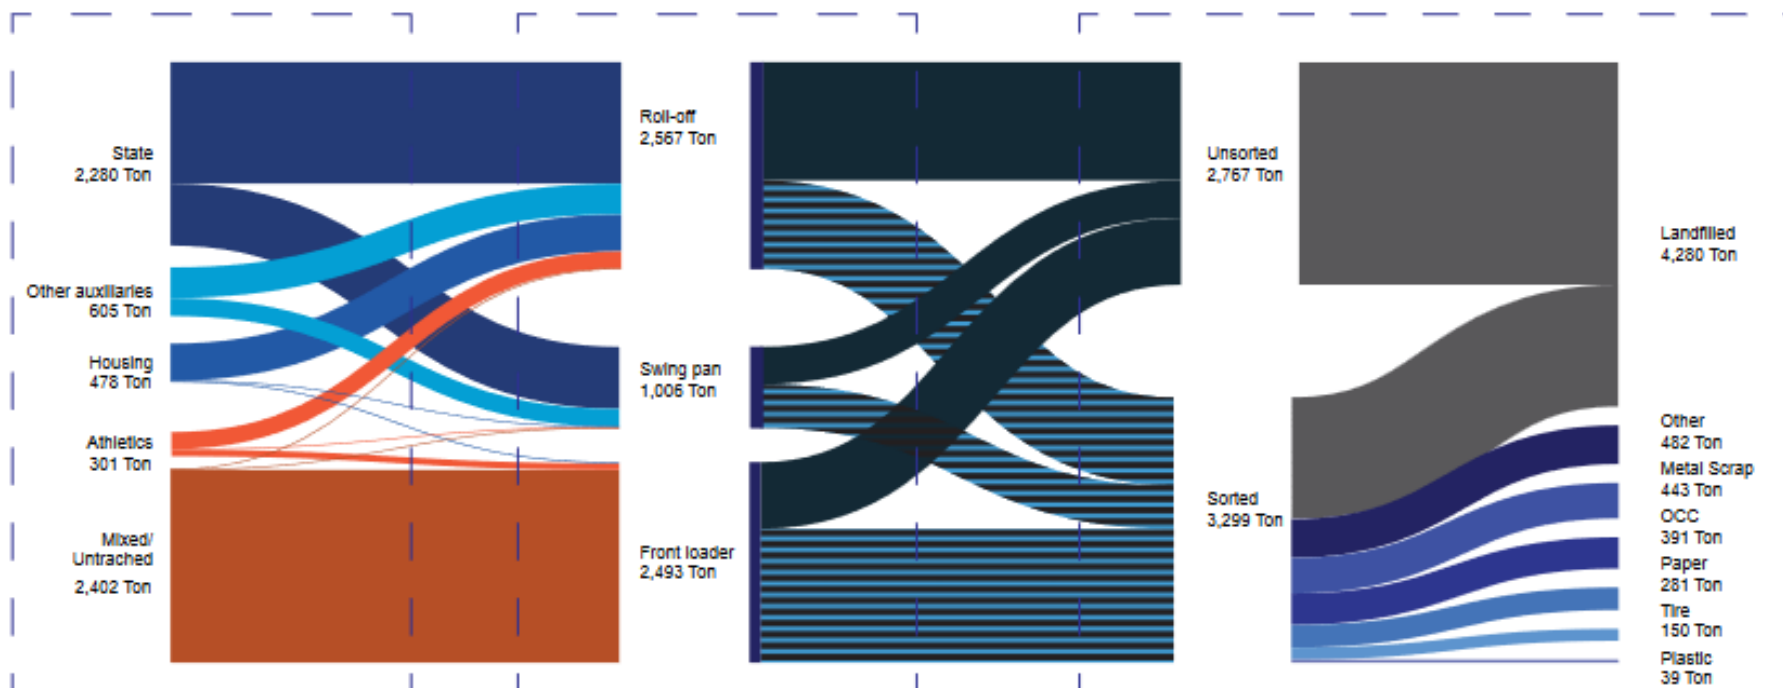 State
2,280 Ton
Other auxiliaries
605 Ton
Housing
478 Ton
Athletics
301 Ton
Mixed/
Untrached
2,402 Ton
Roll-off
2,567 Ton
Swing pan
1,006 Ton
Front loader
2,493 Ton
Unsorted
2,767 Ton
Sorted
3,299 Ton
Landfilled
4,280 Ton
Other
482 Ton
Metal Scrap
443 Ton
OCC
391 Ton
Paper
281 Ton
Tire
150 Ton
Plastic
39 Ton